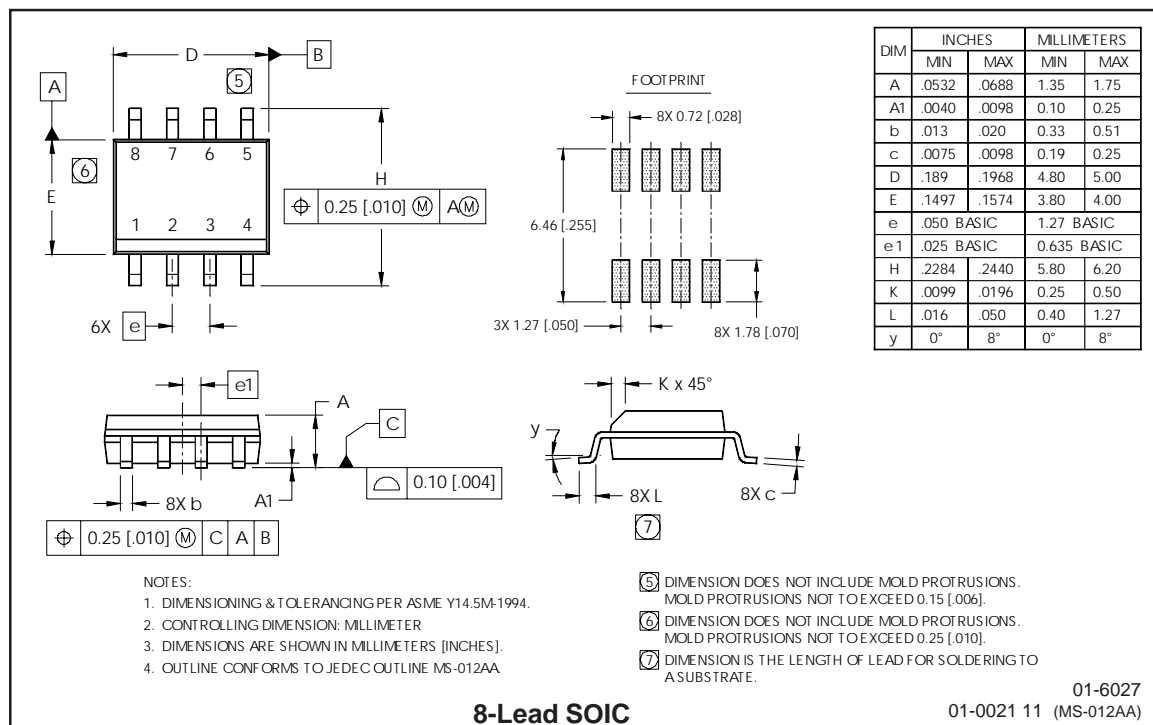 D
B
5
A
8 7 6 5
6
E
H
⌖ 0.25 [.010] Ⓜ AⓂ
1 2 3 4
6X e
FOOTPRINT
8X 0.72 [.028]
6.46 [.255]
3X 1.27 [.050]
8X 1.78 [.070]
DIM INCHES MILLIMETERS
MIN MAX MIN MAX
A .0532 .0688 1.35 1.75
A1 .0040 .0098 0.10 0.25
b .013 .020 0.33 0.51
c .0075 .0098 0.19 0.25
D .189 .1968 4.80 5.00
E .1497 .1574 3.80 4.00
e .050 BASIC 1.27 BASIC
e1 .025 BASIC 0.635 BASIC
H .2284 .2440 5.80 6.20
K .0099 .0196 0.25 0.50
L .016 .050 0.40 1.27
y 0° 8° 0° 8°
e1
A
C
⌓ 0.10 [.004]
8X b
A1
⌖ 0.25 [.010] Ⓜ C A B
K x 45°
y
8X L
8X c
7
NOTES:
1. DIMENSIONING & TOLERANCING PER ASME Y14.5M-1994.
2. CONTROLLING DIMENSION: MILLIMETER
3. DIMENSIONS ARE SHOWN IN MILLIMETERS [INCHES].
4. OUTLINE CONFORMS TO JEDEC OUTLINE MS-012AA.
5 DIMENSION DOES NOT INCLUDE MOLD PROTRUSIONS.
MOLD PROTRUSIONS NOT TO EXCEED 0.15 [.006].
6 DIMENSION DOES NOT INCLUDE MOLD PROTRUSIONS.
MOLD PROTRUSIONS NOT TO EXCEED 0.25 [.010].
7 DIMENSION IS THE LENGTH OF LEAD FOR SOLDERING TO
A SUBSTRATE.
8-Lead SOIC
01-6027
01-0021 11 (MS-012AA)